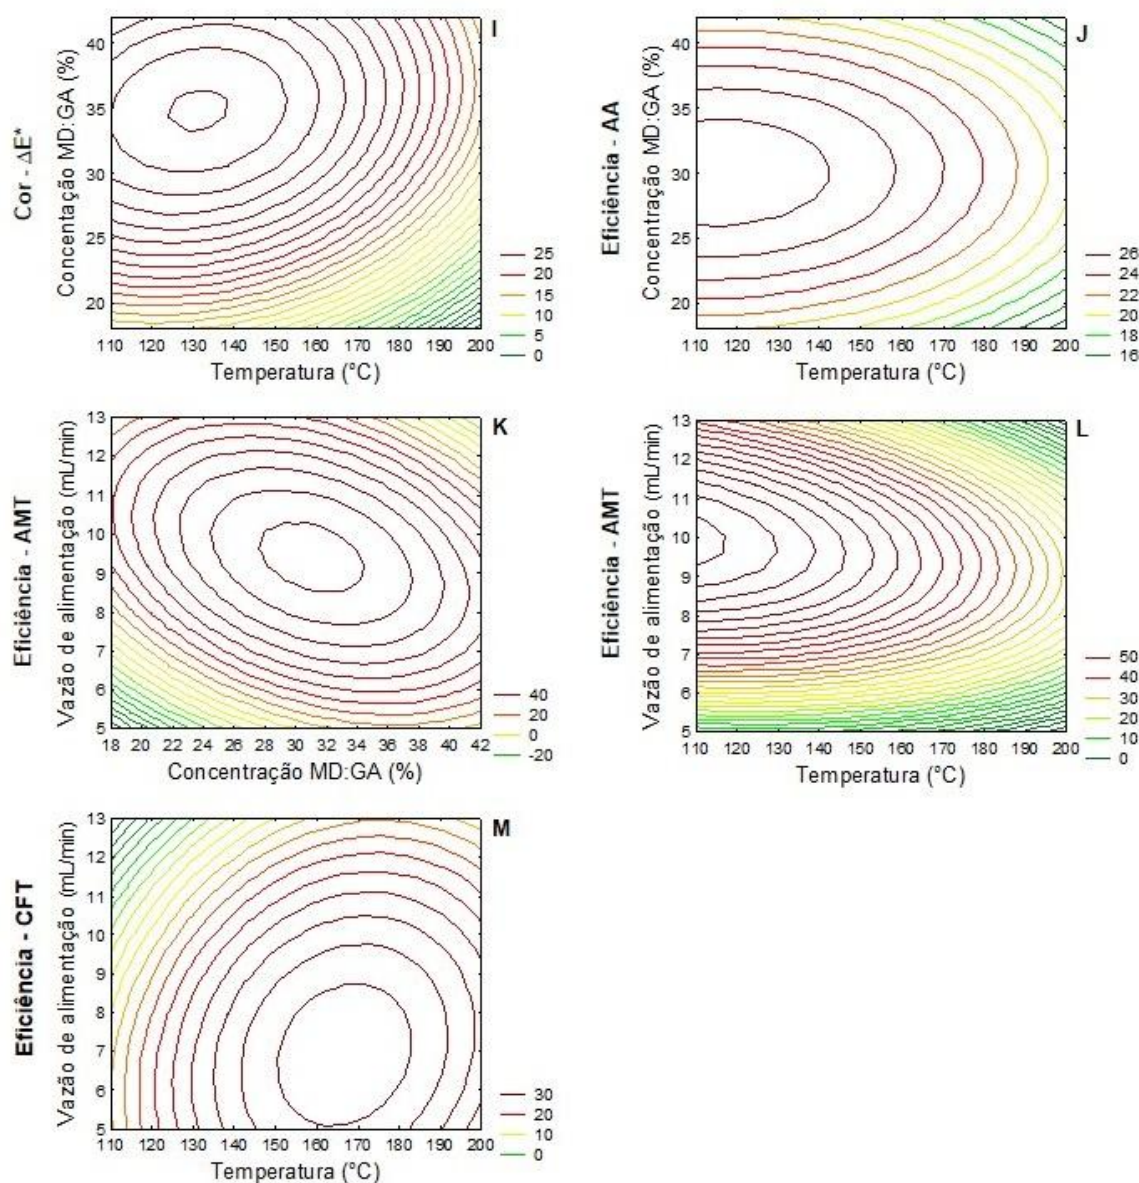 I
Cor - ΔE*
Concentação MD:GA (%)
40
35
30
25
20
110 120 130 140 150 160 170 180 190 200
Temperatura (°C)
25
20
15
10
5
0
J
Eficiência - AA
Concentração MD:GA (%)
40
35
30
25
20
110 120 130 140 150 160 170 180 190 200
Temperatura (°C)
26
24
22
20
18
16
K
Eficiência - AMT
Vazão de alimentação (mL/min)
13
12
11
10
9
8
7
6
5
18 20 22 24 26 28 30 32 34 36 38 40 42
Concentração MD:GA (%)
40
20
0
-20
L
Eficiência - AMT
Vazão de alimentação (mL/min)
13
12
11
10
9
8
7
6
5
110 120 130 140 150 160 170 180 190 200
Temperatura (°C)
50
40
30
20
10
0
M
Eficiência - CFT
Vazão de alimentação (mL/min)
13
12
11
10
9
8
7
6
5
110 120 130 140 150 160 170 180 190 200
Temperatura (°C)
30
20
10
0